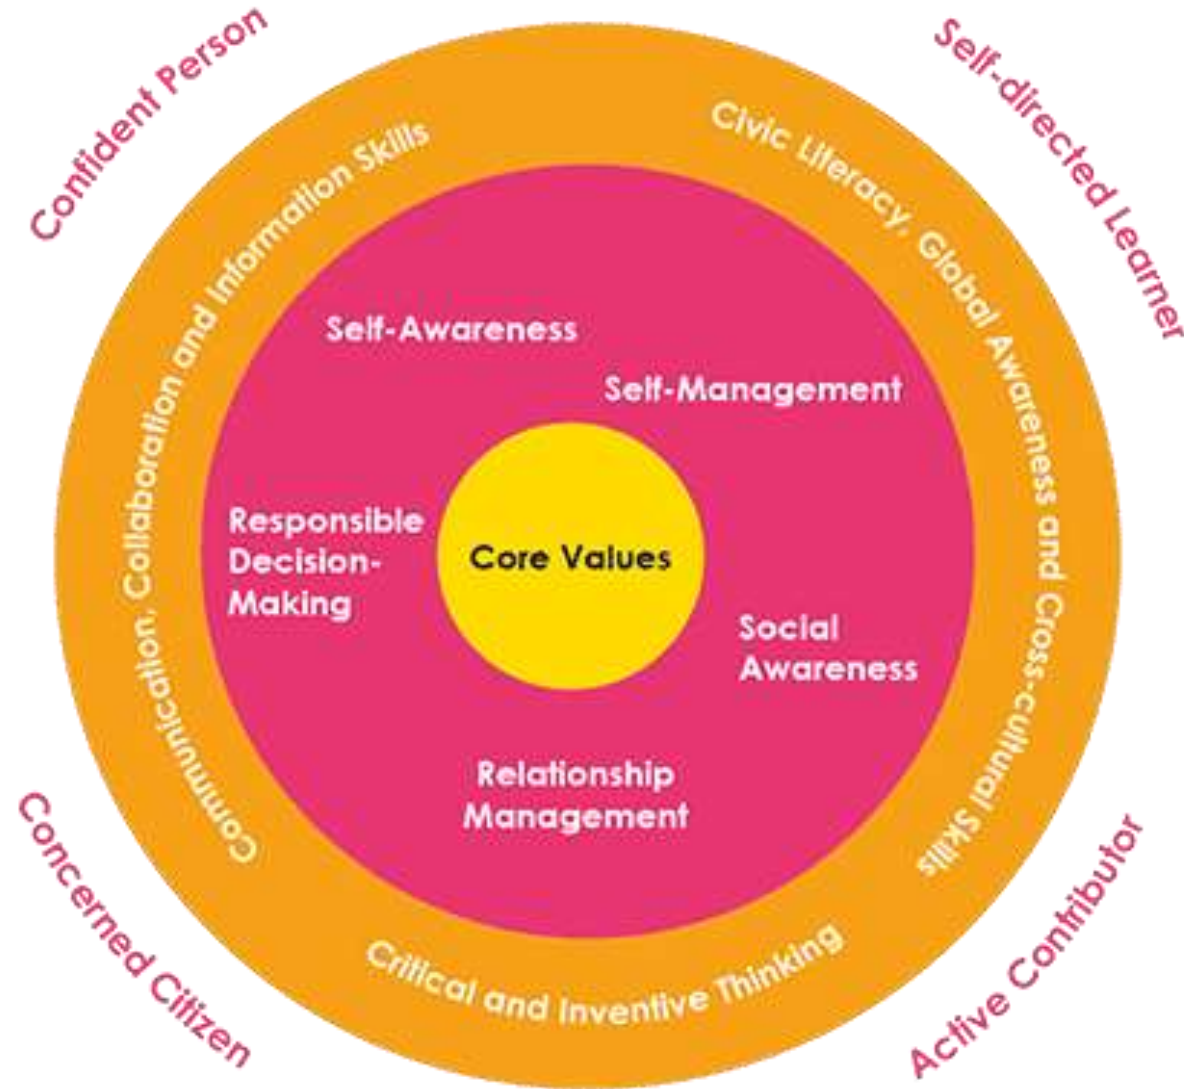 Confident Person
Self-directed Learner
Communication, Collaboration and Information Skills
Civic Literacy, Global Awareness and Cross-cultural Skills
Self-Awareness
Self-Management
Responsible
Decision-
Making
Core Values
Social
Awareness
Relationship
Management
Critical and Inventive Thinking
Concerned Citizen
Active Contributor